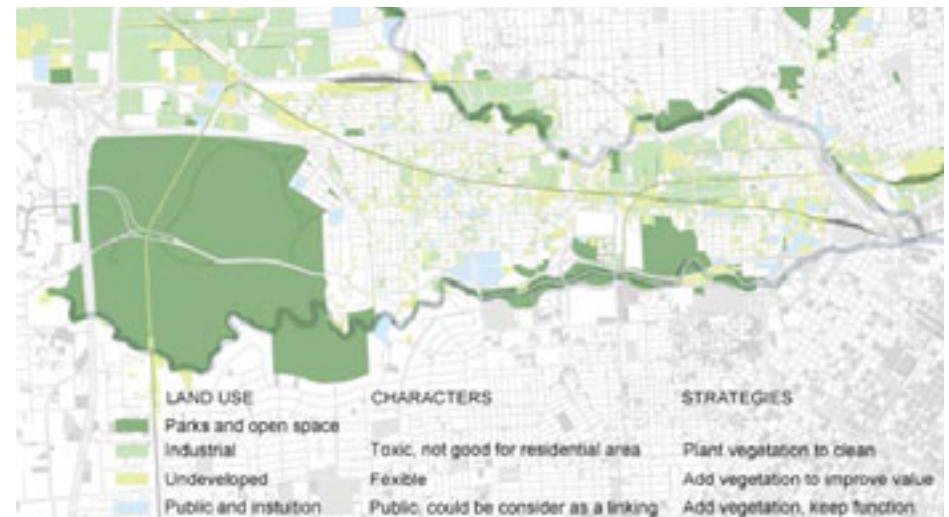 LAND USE CHARACTERS STRATEGIES
Parks and open space
Industrial Toxic, not good for residential area Plant vegetation to clean
Undeveloped Fexible Add vegetation to improve value
Public and instuition Public, could be consider as a linking Add vegetation, keep function